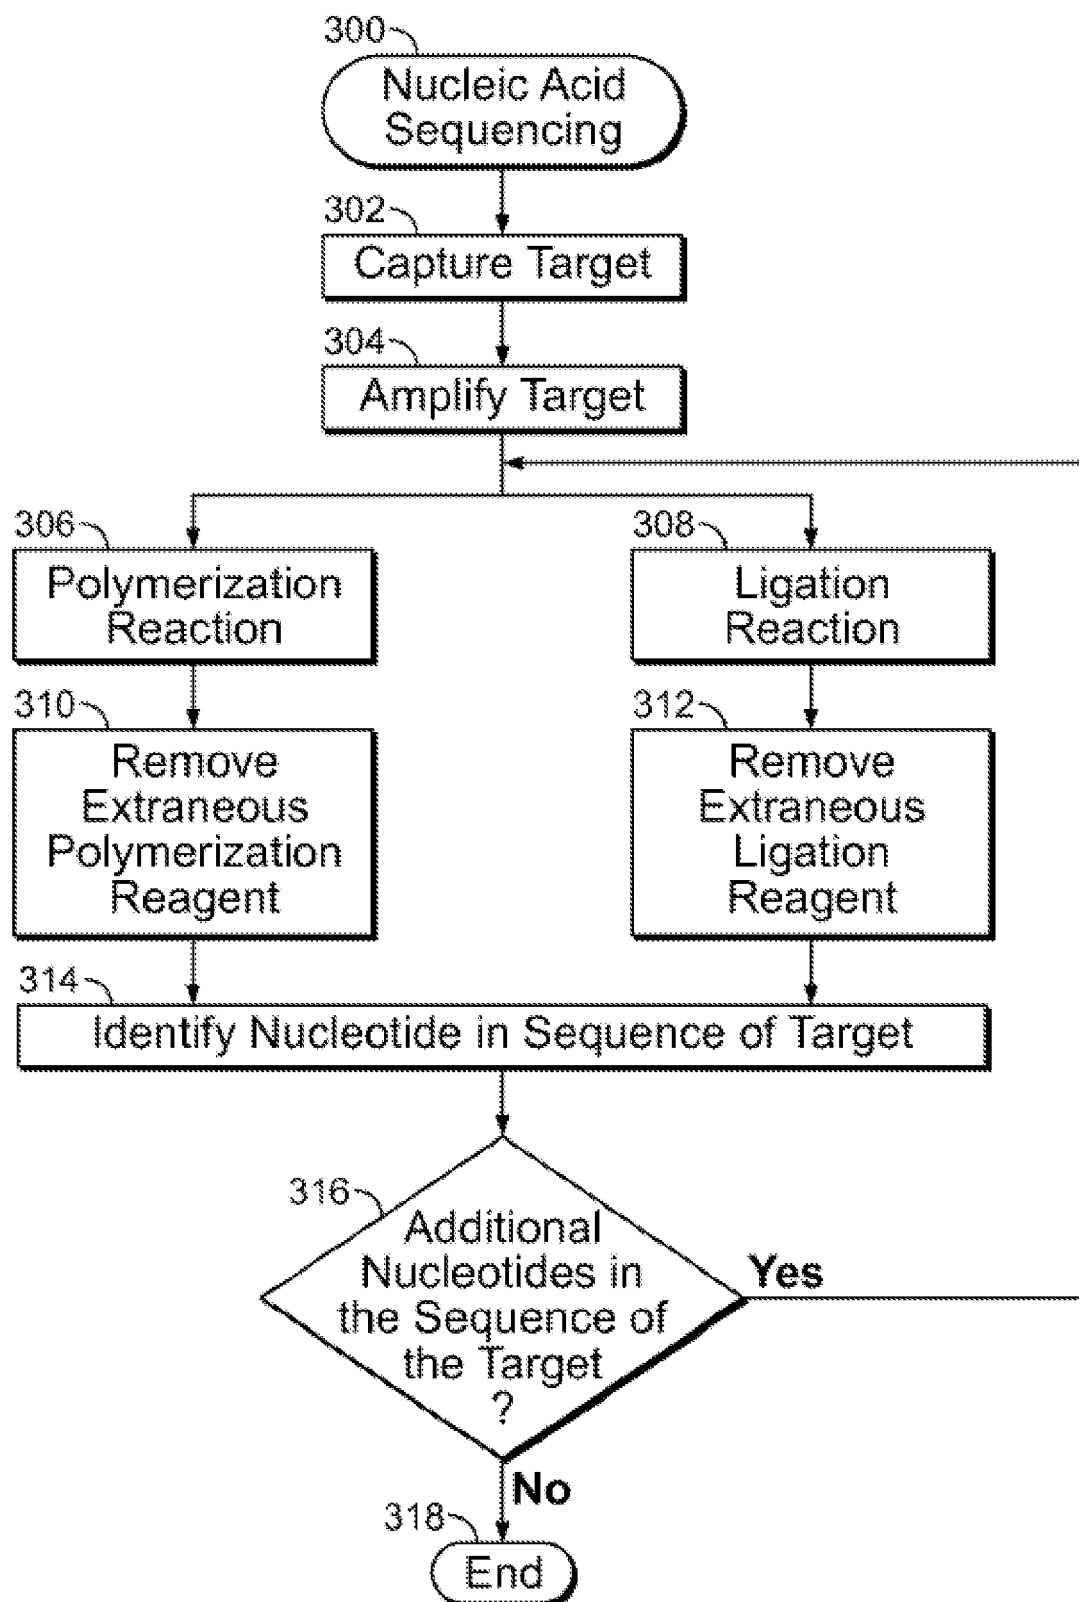 300
Nucleic Acid
Sequencing
302
Capture Target
304
Amplify Target
306
Polymerization
Reaction
308
Ligation
Reaction
310
Remove
Extraneous
Polymerization
Reagent
312
Remove
Extraneous
Ligation
Reagent
314
Identify Nucleotide in Sequence of Target
316
Additional
Nucleotides in
the Sequence of
the Target
?
Yes
No
318
End